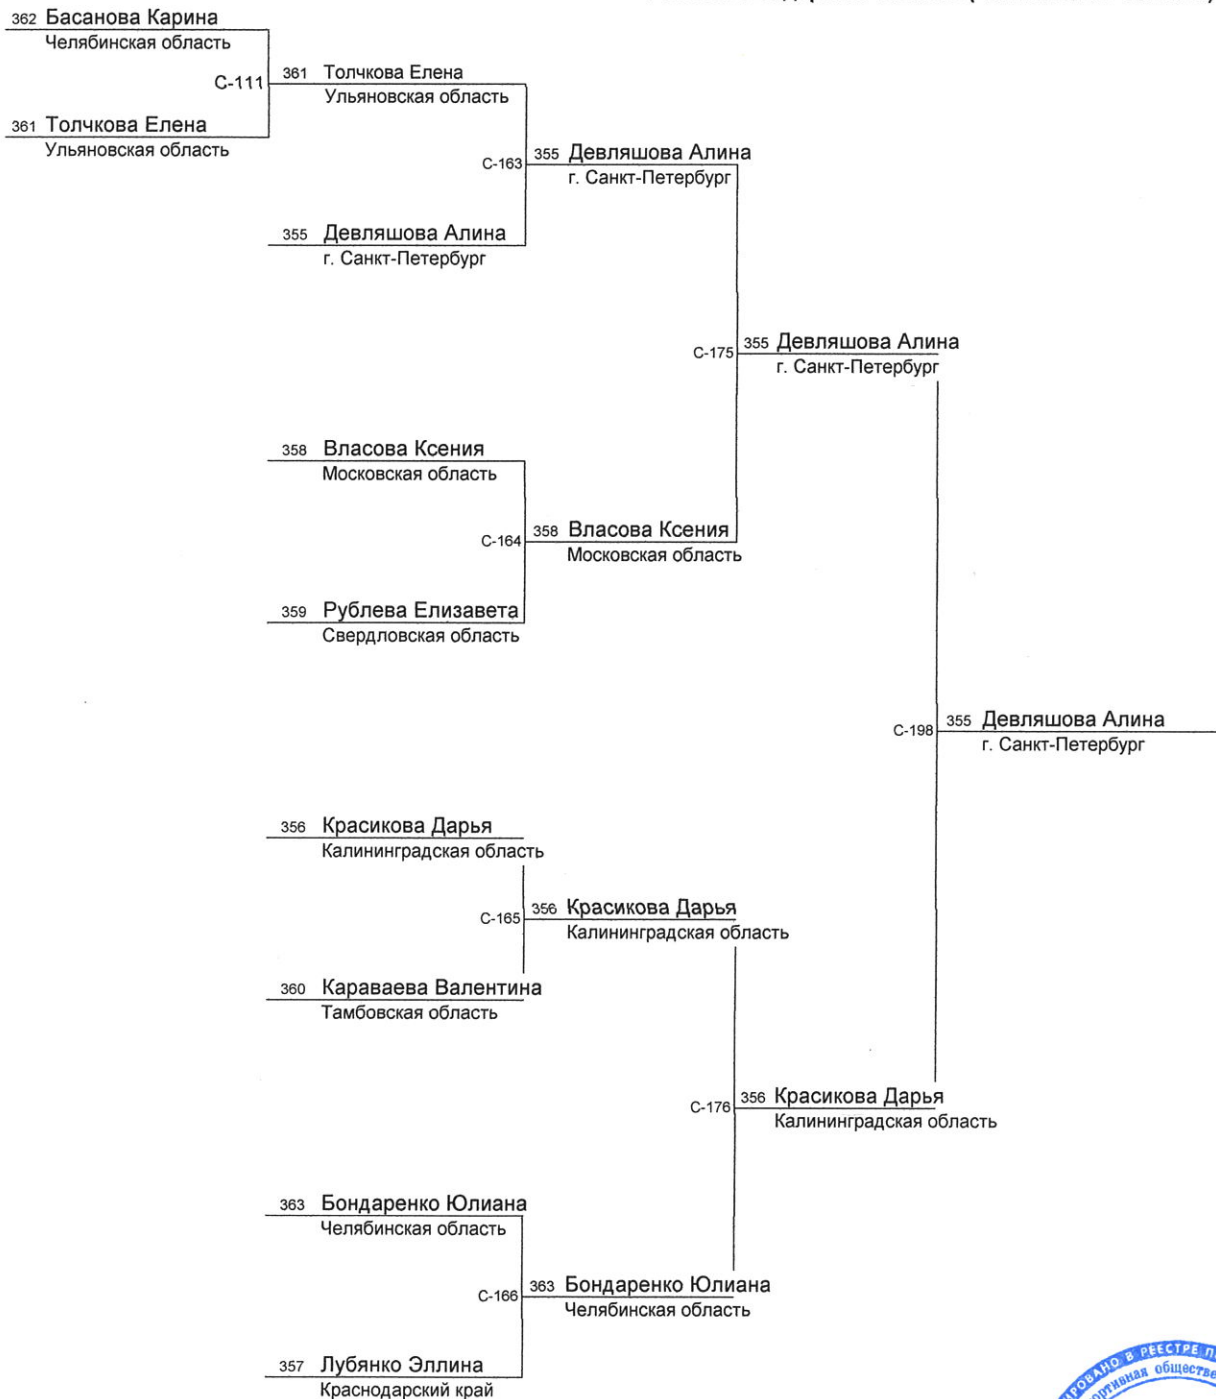 362 Басанова Карина
Челябинская область
С-111
361 Толчкова Елена
Ульяновская область
361 Толчкова Елена
Ульяновская область
С-163
355 Девляшова Алина
г. Санкт-Петербург
355 Девляшова Алина
г. Санкт-Петербург
С-175
355 Девляшова Алина
г. Санкт-Петербург
358 Власова Ксения
Московская область
С-164
358 Власова Ксения
Московская область
359 Рублева Елизавета
Свердловская область
С-198
355 Девляшова Алина
г. Санкт-Петербург
356 Красикова Дарья
Калининградская область
С-165
356 Красикова Дарья
Калининградская область
360 Караваева Валентина
Тамбовская область
С-176
356 Красикова Дарья
Калининградская область
363 Бондаренко Юлиана
Челябинская область
С-166
363 Бондаренко Юлиана
Челябинская область
357 Лубянко Эллина
Краснодарский край
В РЕЕСТРЕ